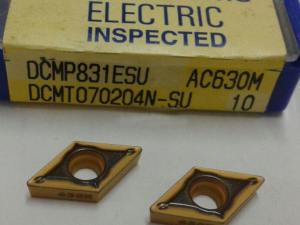 ELECTRIC
INSPECTED
DCMP831ESU AC630M
DCMT070204N-SU 10